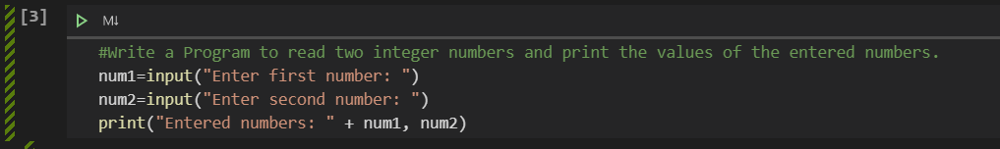 [3]
M↓
#Write a Program to read two integer numbers and print the values of the entered numbers.
num1=input("Enter first number: ")
num2=input("Enter second number: ")
print("Entered numbers: " + num1, num2)